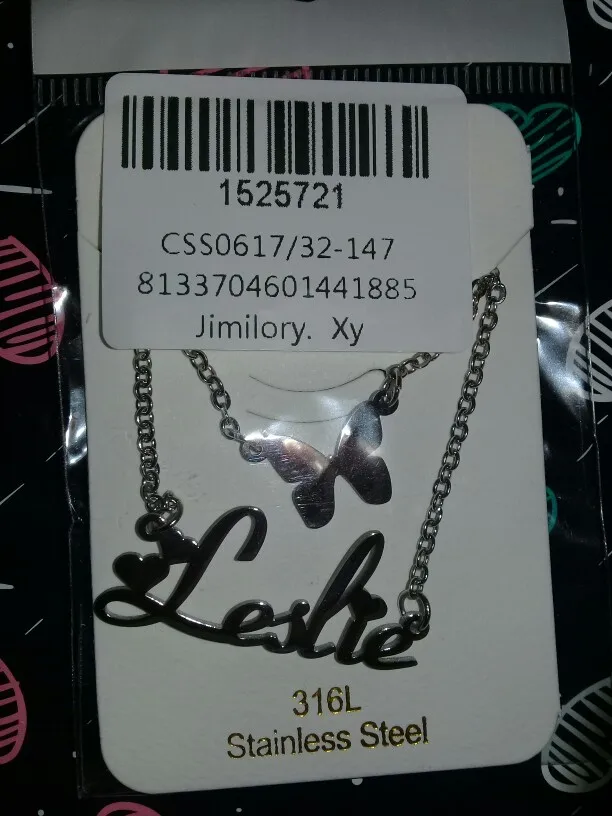 1525721
CSS0617/32-147
8133704601441885
Jimilory. Xy
Leslie
316L
Stainless Steel